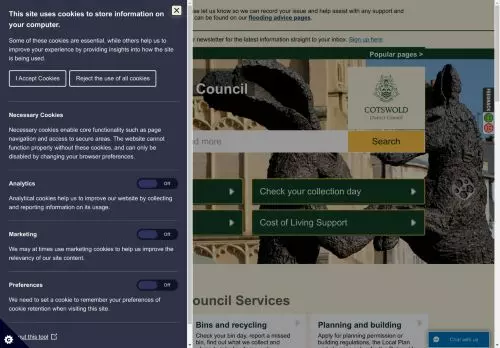 This site uses cookies to store information on
your computer.
Some of these cookies are essential, while others help us to
improve your experience by providing insights into how the site
is being used.
I Accept Cookies
Reject the use of all cookies
Necessary Cookies
Necessary cookies enable core functionality such as page
navigation and access to secure areas. The website cannot
function properly without these cookies, and can only be
disabled by changing your browser preferences.
Analytics
Off
Analytical cookies help us to improve our website by collecting
and reporting information on its usage.
Marketing
Off
We may at times use marketing cookies to help us improve the
relevancy of our site content.
Preferences
Off
We need to set a cookie to remember your preferences of
cookie retention when visiting this site.
out this tool
se let us know so we can record your issue and help assist with any support and
can be found on our flooding advice pages.
y newsletter for the latest information straight to your inbox. Sign up here.
Popular pages >
Council
COTSWOLD
District Council
ed more
Search
Check your collection day
Cost of Living Support
ouncil Services
Bins and recycling
Check your bin day, report a missed
bin, find out what we collect and
Planning and building
Apply for permission for planning or
building regulations, the Local Plan
Chat with us